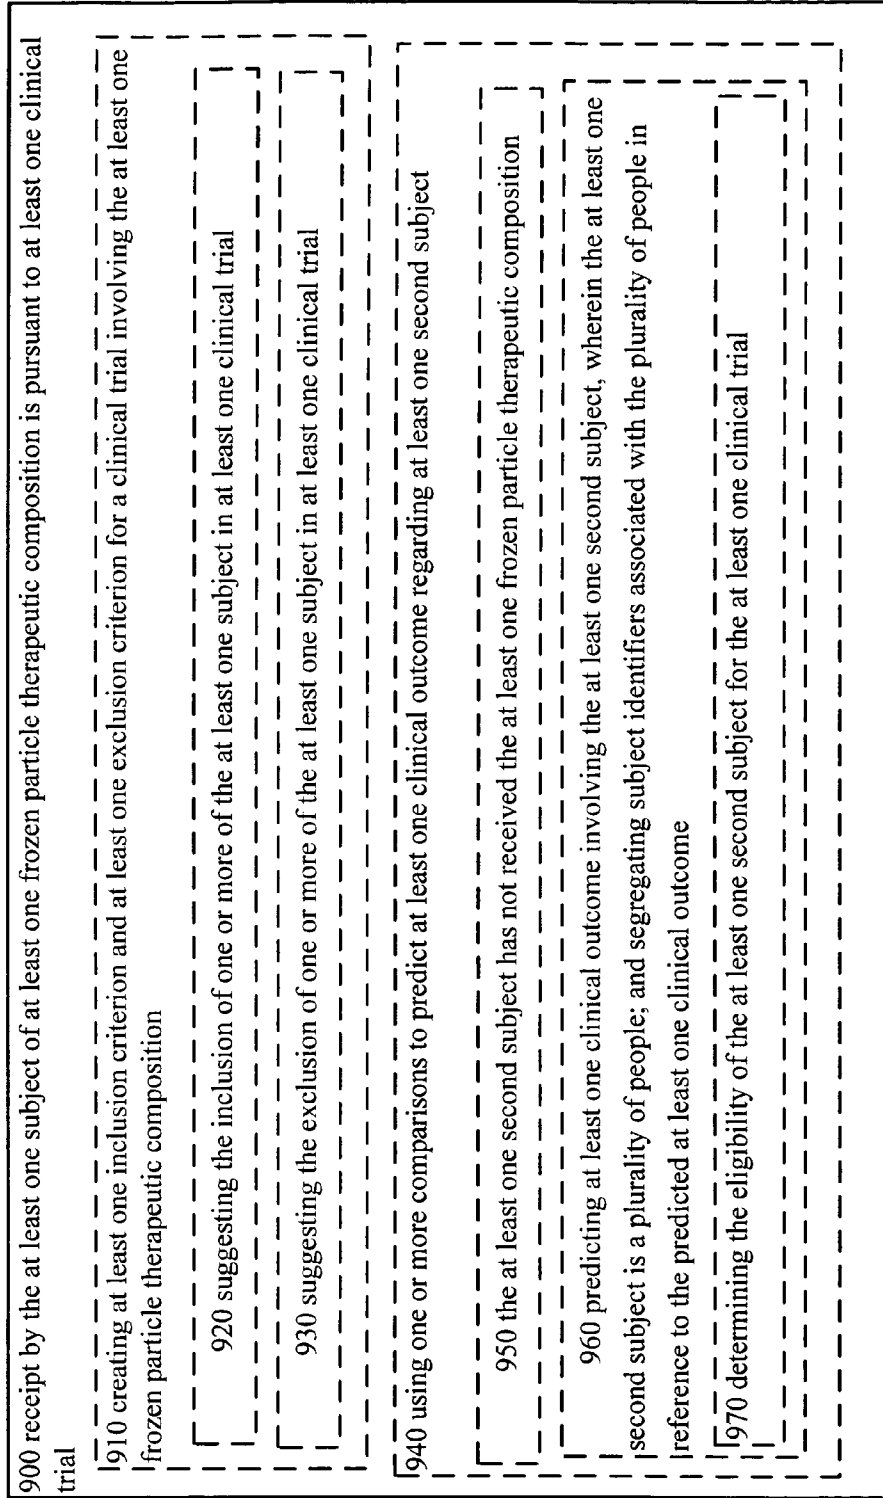 900 receipt by the at least one subject of at least one frozen particle therapeutic composition is pursuant to at least one clinical
trial
910 creating at least one inclusion criterion and at least one exclusion criterion for a clinical trial involving the at least one
frozen particle therapeutic composition
920 suggesting the inclusion of one or more of the at least one subject in at least one clinical trial
930 suggesting the exclusion of one or more of the at least one subject in at least one clinical trial
940 using one or more comparisons to predict at least one clinical outcome regarding at least one second subject
950 the at least one second subject has not received the at least one frozen particle therapeutic composition
960 predicting at least one clinical outcome involving the at least one second subject, wherein the at least one
second subject is a plurality of people; and segregating subject identifiers associated with the plurality of people in
reference to the predicted at least one clinical outcome
970 determining the eligibility of the at least one second subject for the at least one clinical trial